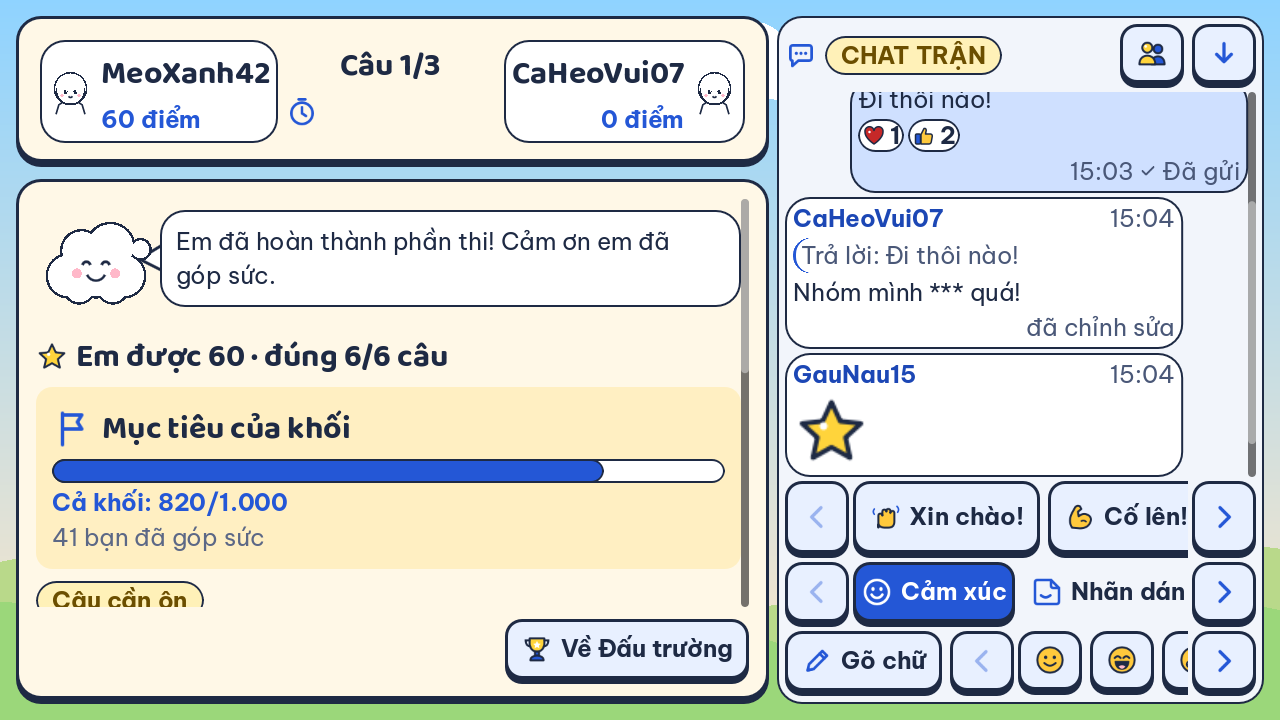 MeoXanh42
60 điểm
Câu 1/3
CaHeoVui07
0 điểm
Em đã hoàn thành phần thi! Cảm ơn em đã
góp sức.
Em được 60 · đúng 6/6 câu
Mục tiêu của khối
Cả khối: 820/1.000
41 bạn đã góp sức
Câu cần ôn
Về Đấu trường
CHAT TRẬN
Đi thôi nào!
1 2
15:03 ✓ Đã gửi
CaHeoVui07 15:04
Trả lời: Đi thôi nào!
Nhóm mình *** quá!
đã chỉnh sửa
GauNau15 15:04
Xin chào! Cố lên!
Cảm xúc Nhãn dán
Gõ chữ